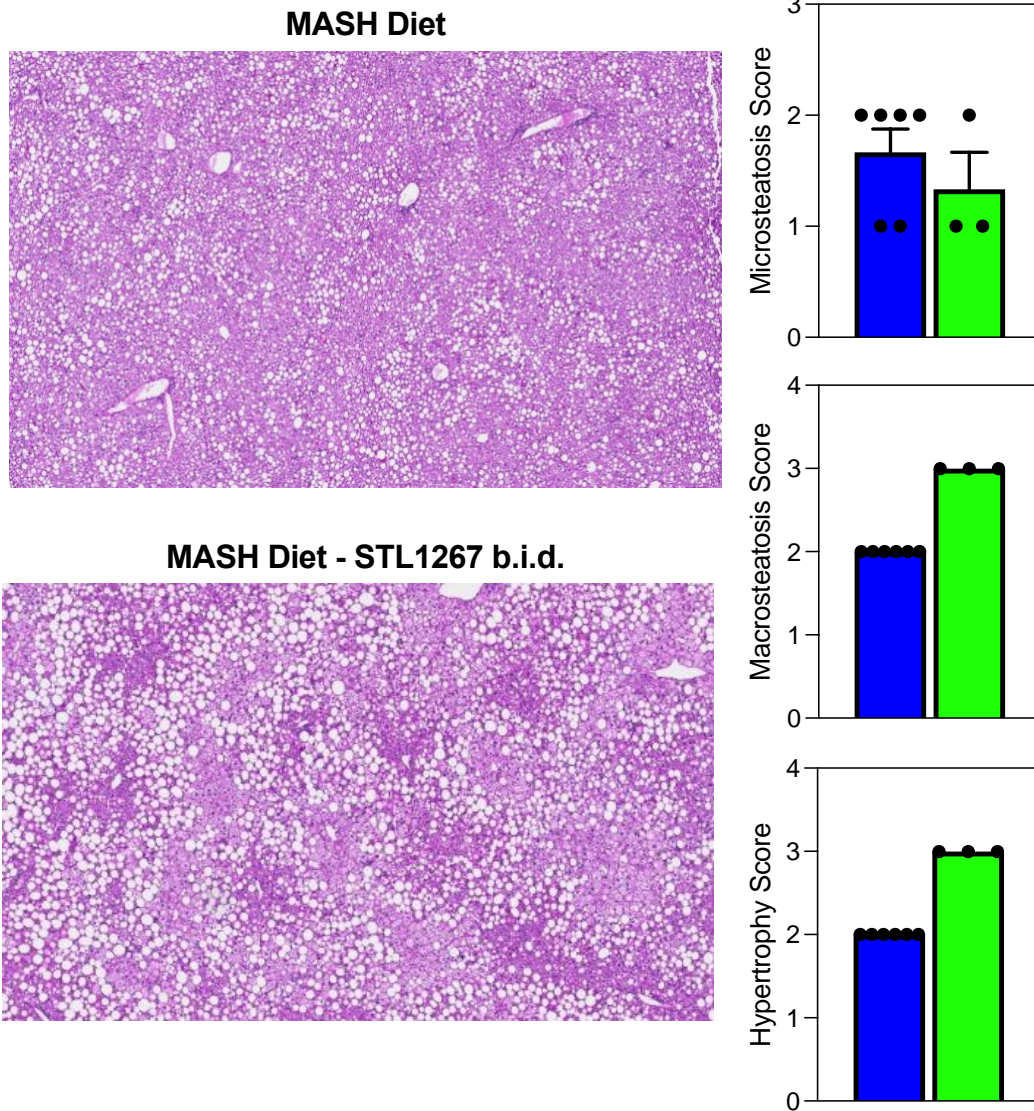 MASH Diet
MASH Diet - STL1267 b.i.d.
3
2
1
0
Microsteatosis Score
4
3
2
1
0
Macrosteatosis Score
4
3
2
1
0
Hypertrophy Score